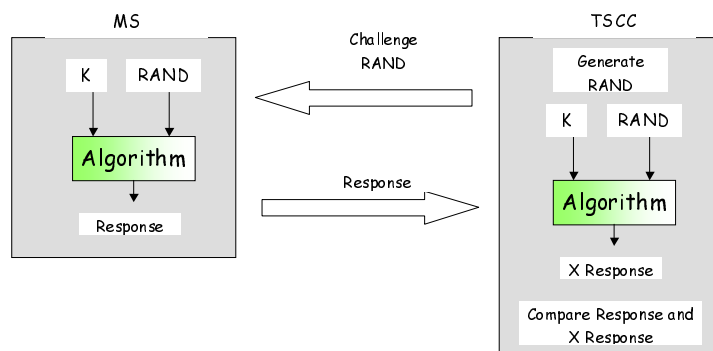 MS
K
RAND
Algorithm
Response
Challenge
RAND
Response
TSCC
Generate
RAND
K
RAND
Algorithm
X Response
Compare Response and
X Response